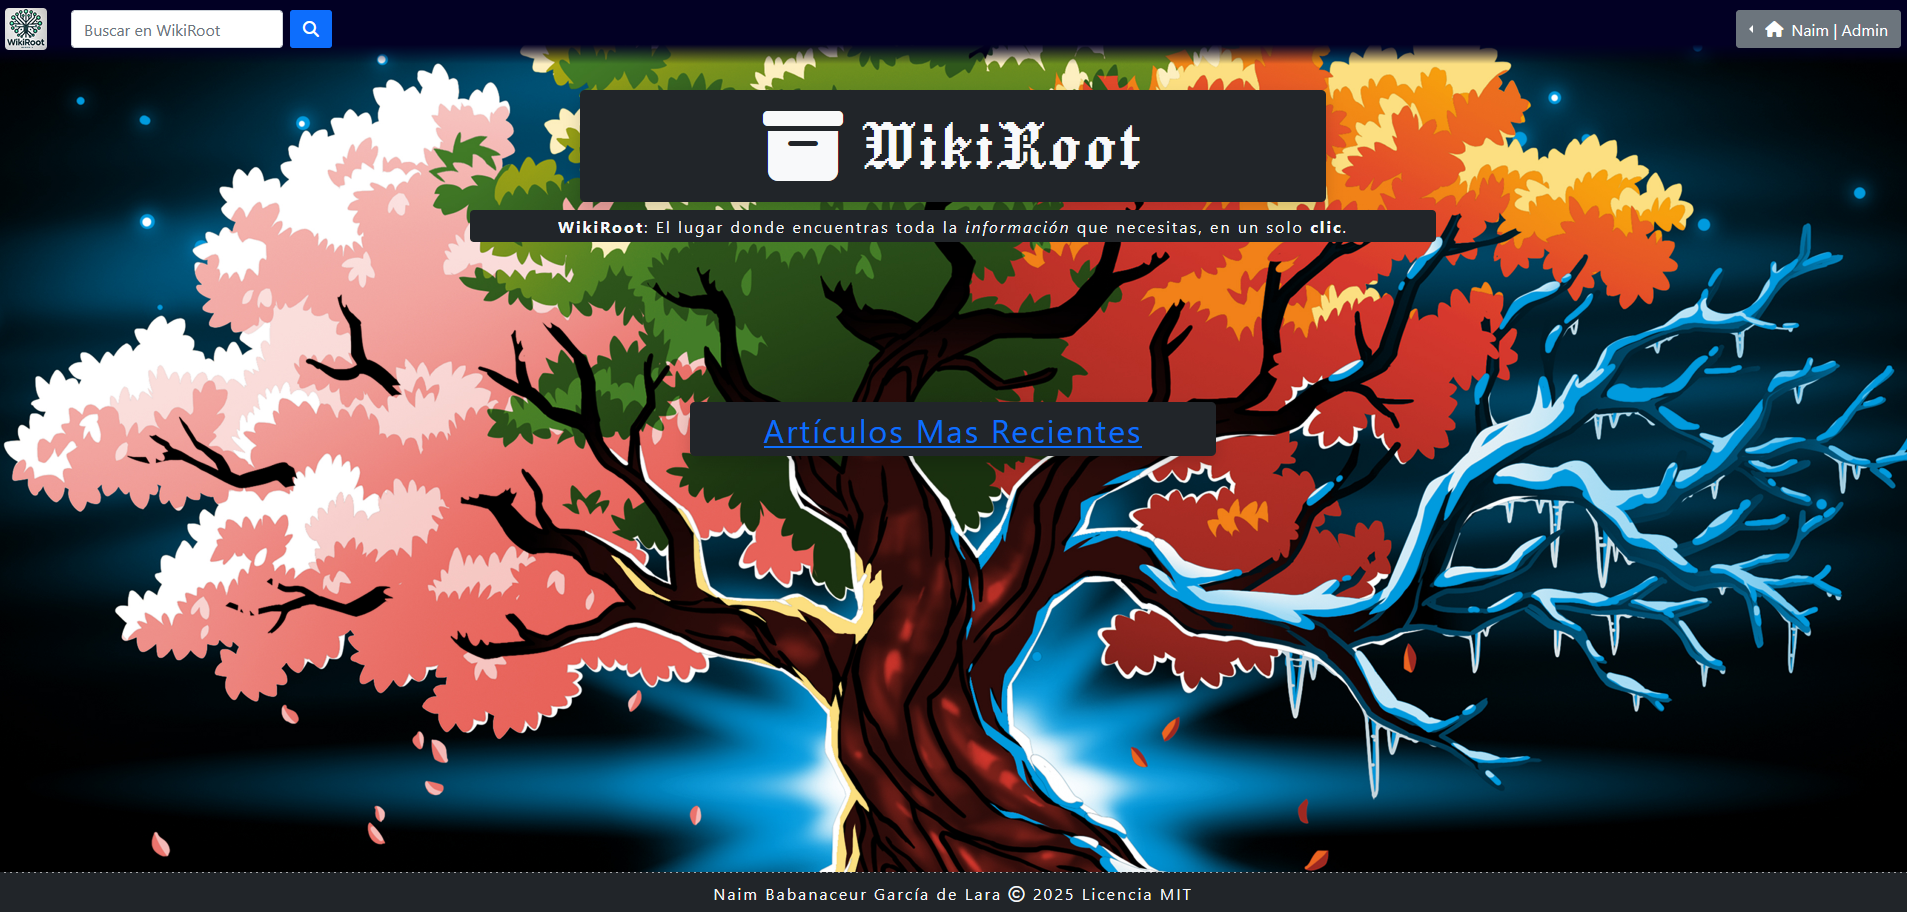 WikiRoot
Buscar en WikiRoot
Naim | Admin
WikiRoot
WikiRoot: El lugar donde encuentras toda la información que necesitas, en un solo clic.
Artículos Mas Recientes
Naim Babanaceur García de Lara © 2025 Licencia MIT